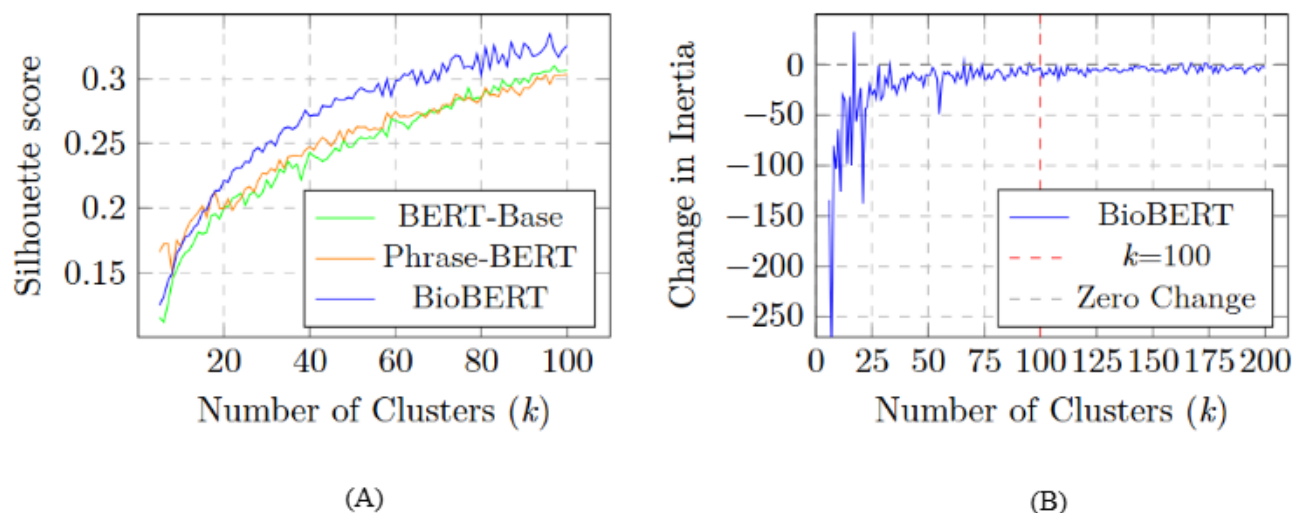 Silhouette score
0.3
0.25
0.2
0.15
20 40 60 80 100
Number of Clusters (k)
BERT-Base
Phrase-BERT
BioBERT
(A)
Change in Inertia
0
−50
−100
−150
−200
−250
0 25 50 75 100 125 150 175 200
Number of Clusters (k)
BioBERT
k=100
Zero Change
(B)